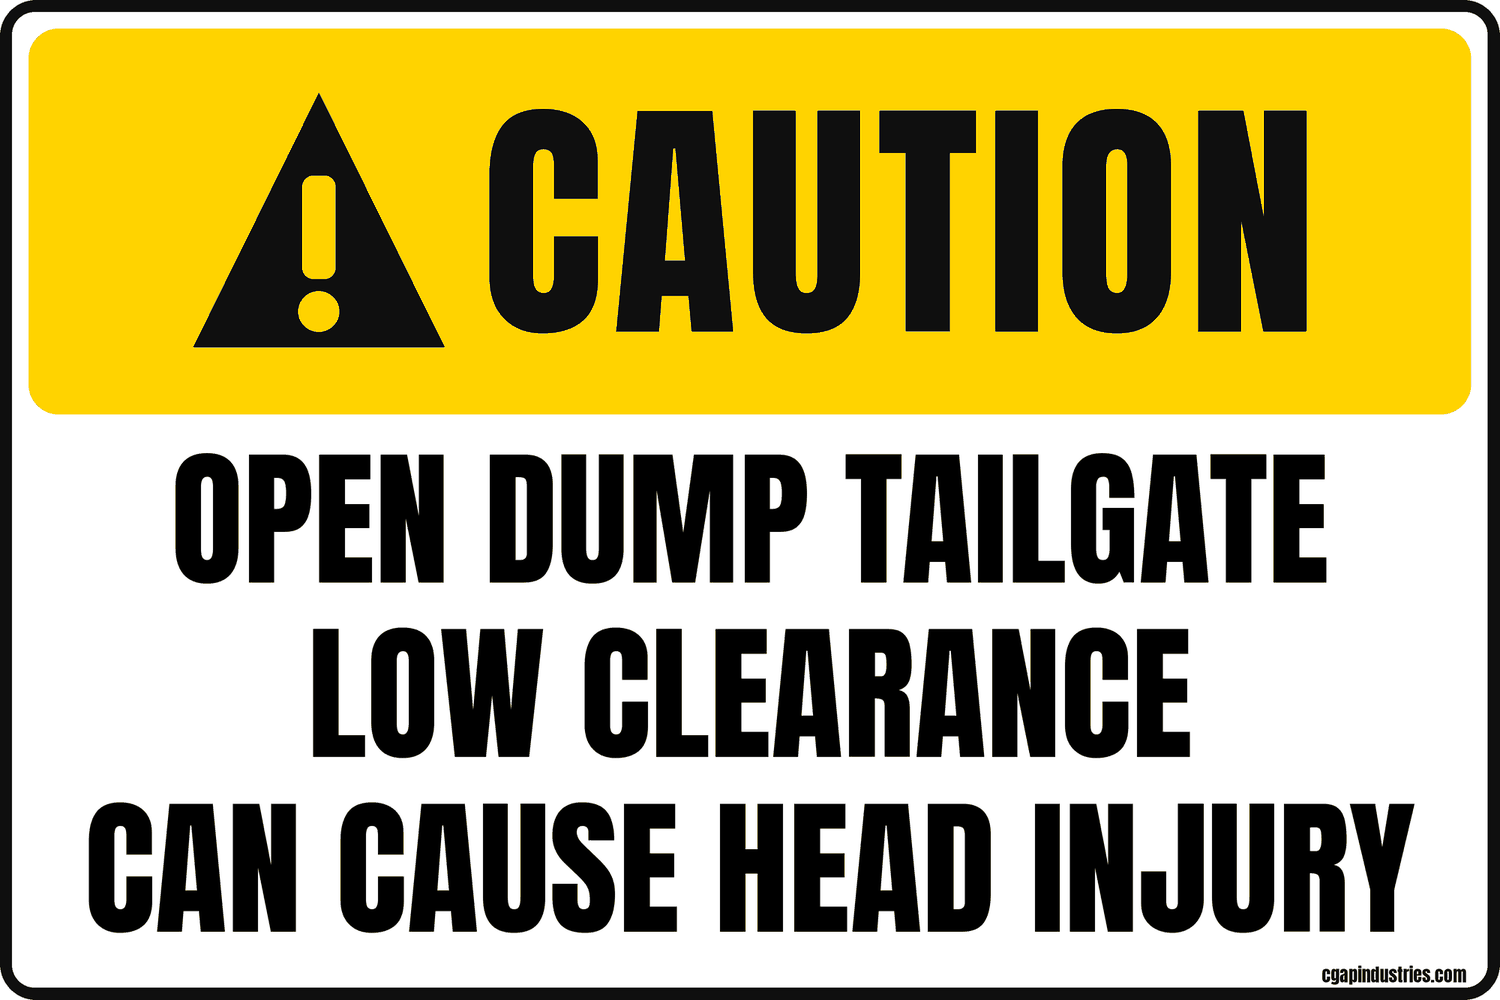 CAUTION
OPEN DUMP TAILGATE
LOW CLEARANCE
CAN CAUSE HEAD INJURY
cgapindustries.com